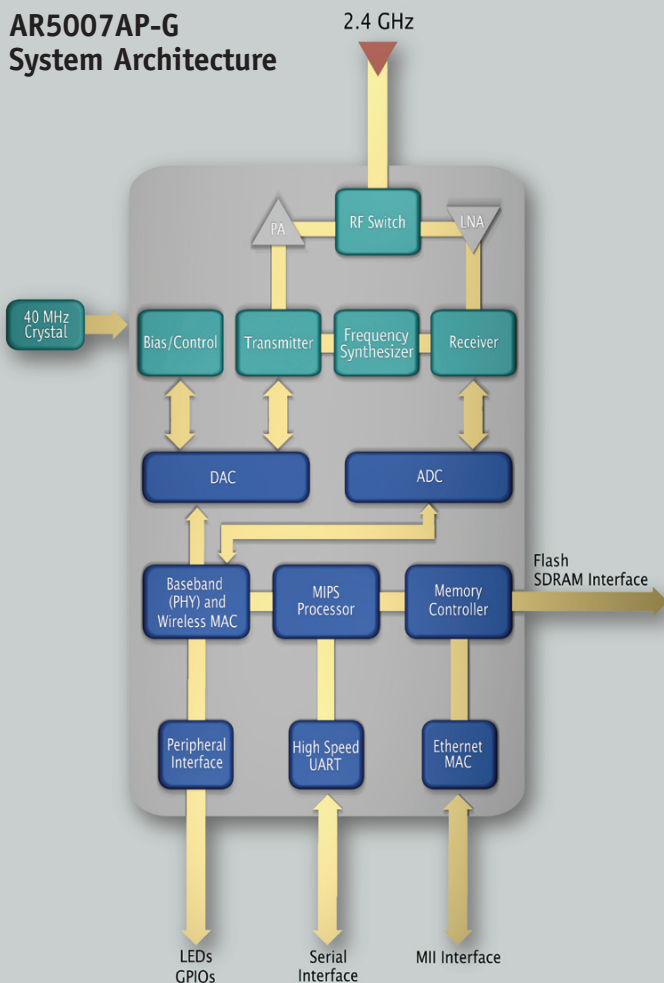 AR5007AP-G
System Architecture
2.4 GHz
PA
RF Switch
LNA
40 MHz
Crystal
Bias/Control
Transmitter
Frequency
Synthesizer
Receiver
DAC
ADC
Baseband
(PHY) and
Wireless MAC
MIPS
Processor
Memory
Controller
Flash
SDRAM Interface
Peripheral
Interface
High Speed
UART
Ethernet
MAC
LEDs
GPIOs
Serial
Interface
MII Interface